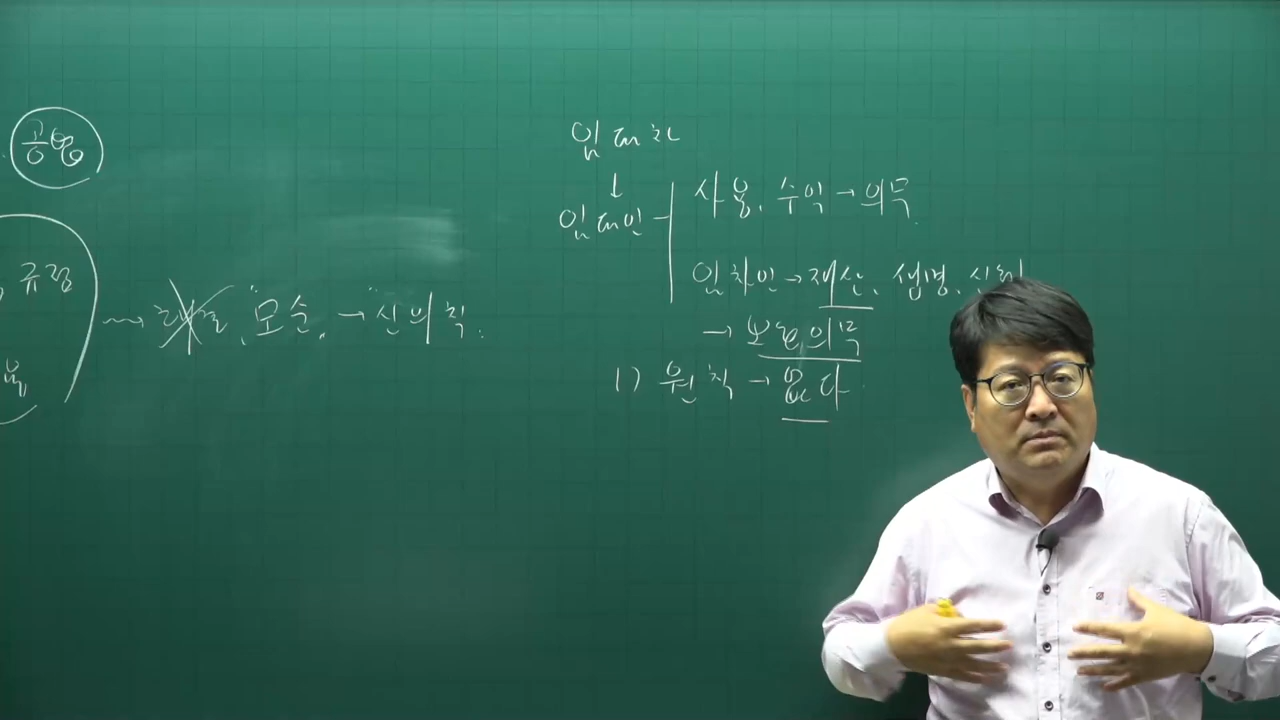 공평
규정
모순. → 신의칙.
임대차
↓
임대인
사용, 수익 → 의무.
임차인 → 재산, 생명, 신체
→ 보호의무
1) 원칙 → 없다.